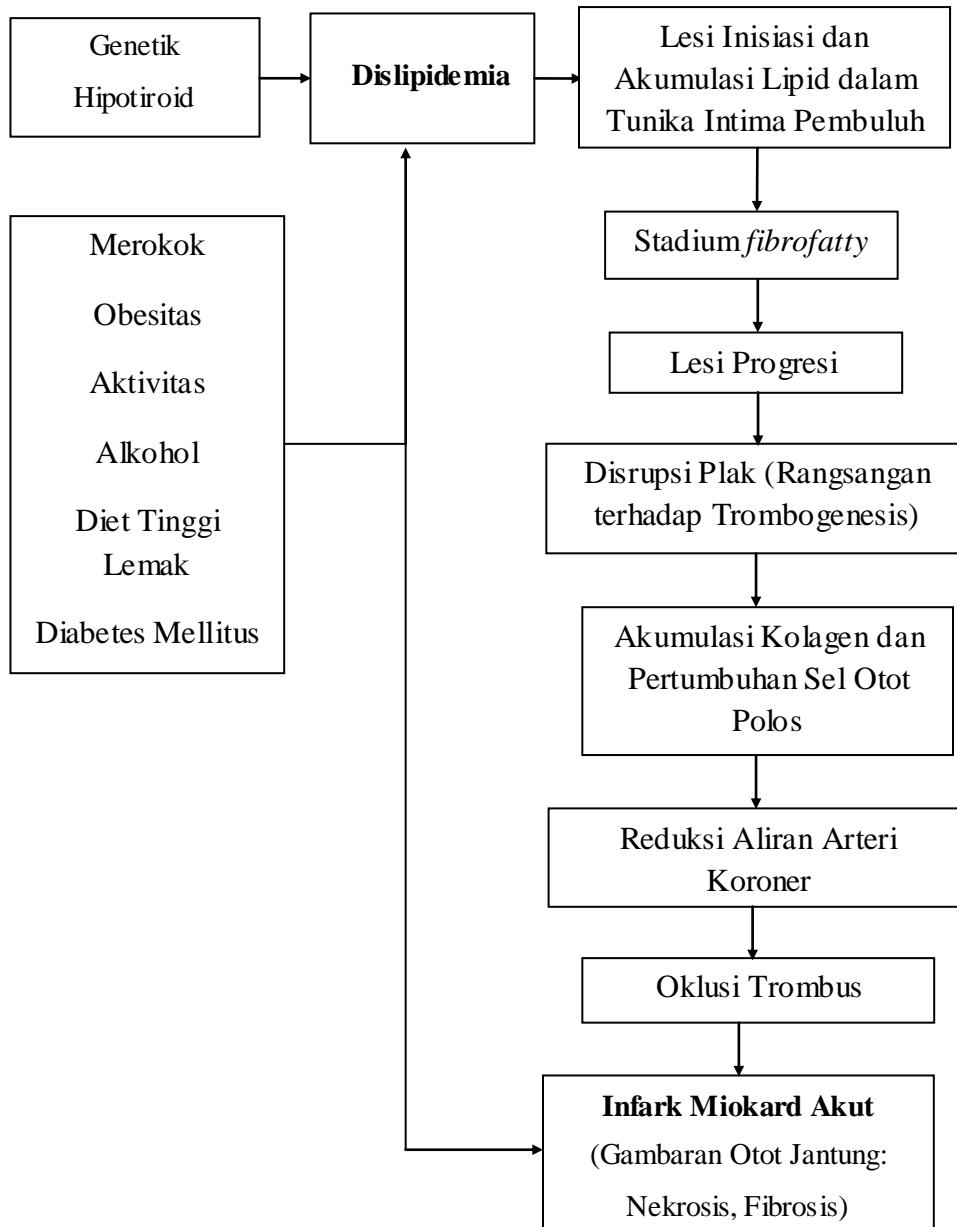 Genetik
Hipotiroid
Dislipidemia
Lesi Inisiasi dan
Akumulasi Lipid dalam
Tunika Intima Pembuluh
Merokok
Obesitas
Aktivitas
Alkohol
Diet Tinggi
Lemak
Diabetes Mellitus
Stadium fibrofatty
Lesi Progresi
Disrupsi Plak (Rangsangan
terhadap Trombogenesis)
Akumulasi Kolagen dan
Pertumbuhan Sel Otot
Polos
Reduksi Aliran Arteri
Koroner
Oklusi Trombus
Infark Miokard Akut
(Gambaran Otot Jantung:
Nekrosis, Fibrosis)